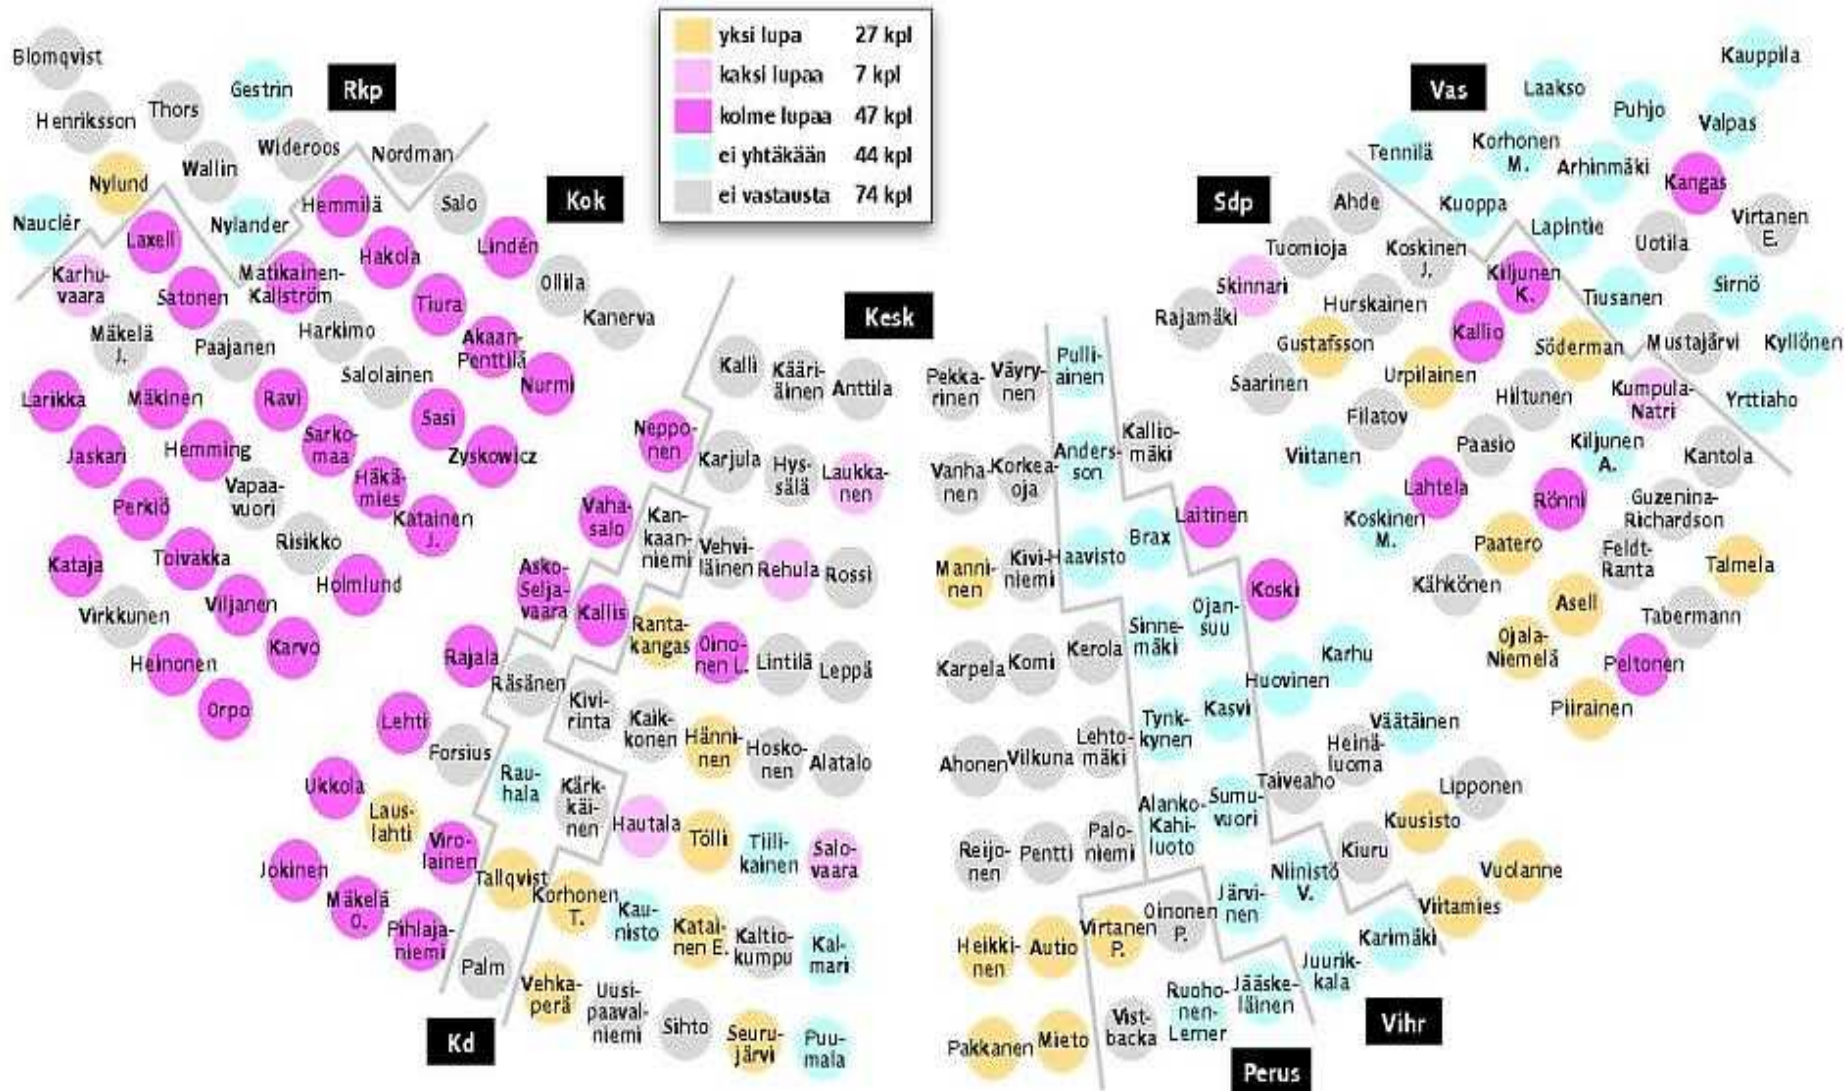 yksi lupa 27 kpl
kaksi lupaa 7 kpl
kolme lupaa 47 kpl
ei yhtäkään 44 kpl
ei vastausta 74 kpl
Rkp
Blomqvist
Henriksson
Thors
Gestrin
Nylund
Wallin
Wideroos
Nordman
Nauclér
Nylander
Kok
Hemmilä
Salo
Laxell
Hakola
Lindén
Karhu-
vaara
Satonen
Matikainen-
Kallström
Tiura
Ollila
Kanerva
Mäkelä
J.
Paajanen
Harkimo
Salolainen
Akaan-
Penttilä
Nurmi
Larikka
Mäkinen
Ravi
Sasi
Zyskowicz
Jaskari
Hemming
Sarko-
maa
Häkä-
mies
Katainen
J.
Perkiö
Vapaa-
vuori
Risikko
Holmlund
Kataja
Toivakka
Viljanen
Karvo
Virkkunen
Heinonen
Orpo
Neppo-
nen
Vaha-
salo
Asko-
Selja-
vaara
Kallis
Rajala
Lehti
Forsius
Ukkola
Laus-
lahti
Viro-
lainen
Jokinen
Mäkelä
O.
Pihlaja-
niemi
Kd
Kan-
kaan-
niemi
Räsänen
Rau-
hala
Kärk-
käi-
nen
Tallqvist
Palm
Kesk
Kalli
Kääri-
äinen
Anttila
Karjula
Hys-
sälä
Laukka-
nen
Vehvi-
läinen
Rehula
Rossi
Ranta-
kangas
Oino-
nen L.
Lintilä
Leppä
Kivi-
rinta
Kaik-
konen
Hänni-
nen
Hosko-
nen
Alatalo
Hautala
Tölli
Tiili-
kainen
Salo-
vaara
Korhonen
T.
Kau-
nisto
Katai-
nen E.
Kaltio-
kumpu
Kal-
mari
Vehka-
perä
Uusi-
paaval-
niemi
Sihto
Seuru-
järvi
Puu-
mala
Pekka-
rinen
Väyry-
nen
Vanha-
nen
Korkea-
oja
Manni-
nen
Kivi-
niemi
Karpela
Komi
Kerola
Ahonen
Vilkuna
Lehto-
mäki
Reijo-
nen
Pentti
Palo-
niemi
Heikki-
nen
Autio
Pakkanen
Mieto
Virtanen
P.
Oinonen
P.
Vist-
backa
Ruoho-
nen-
Lerner
Jääske-
läinen
Perus
Pulli-
ainen
Anders-
son
Haavisto
Brax
Sinne-
mäki
Ojan-
suu
Tynk-
kynen
Kasvi
Alanko-
Kahi-
luoto
Sumu-
vuori
Järvi-
nen
Niinistö
V.
Juurik-
kala
Karimäki
Vihr
Sdp
Kallio-
mäki
Laitinen
Koski
Huovinen
Karhu
Taiveaho
Heinä-
luoma
Väätäinen
Kiuru
Kuusisto
Lipponen
Viitamies
Vuolanne
Ahde
Tuomioja
Koskinen
J.
Kiljunen
K.
Skinnari
Rajamäki
Hurskainen
Kallio
Söderman
Gustafsson
Saarinen
Urpilainen
Hiltunen
Kumpula-
Natri
Filatov
Paasio
Kiljunen
A.
Kantola
Viitanen
Lahtela
Rönni
Guzenina-
Richardson
Koskinen
M.
Paatero
Feldt-
Ranta
Talmela
Kähkönen
Asell
Tabermann
Ojala-
Niemelä
Peltonen
Piirainen
Vas
Tennilä
Laakso
Kauppila
Korhonen
M.
Puhjo
Valpas
Arhinmäki
Kangas
Kuoppa
Lapintie
Uotila
Virtanen
E.
Tiusanen
Sirnö
Mustajärvi
Kyllönen
Yrttiaho